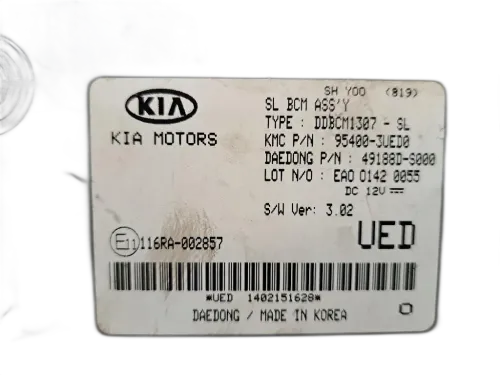 SH YOO (819)
KIA
KIA MOTORS
SL BCM ASS'Y
TYPE : DDBCM1307 - SL
KMC P/N : 95400-3UED0
DAEDONG P/N : 49188D-S000
LOT N/O : EAO 0142 0055
DC 12V
S/W Ver: 3.02
E11 116RA-002857
UED
*UED 1402151628*
DAEDONG / MADE IN KOREA